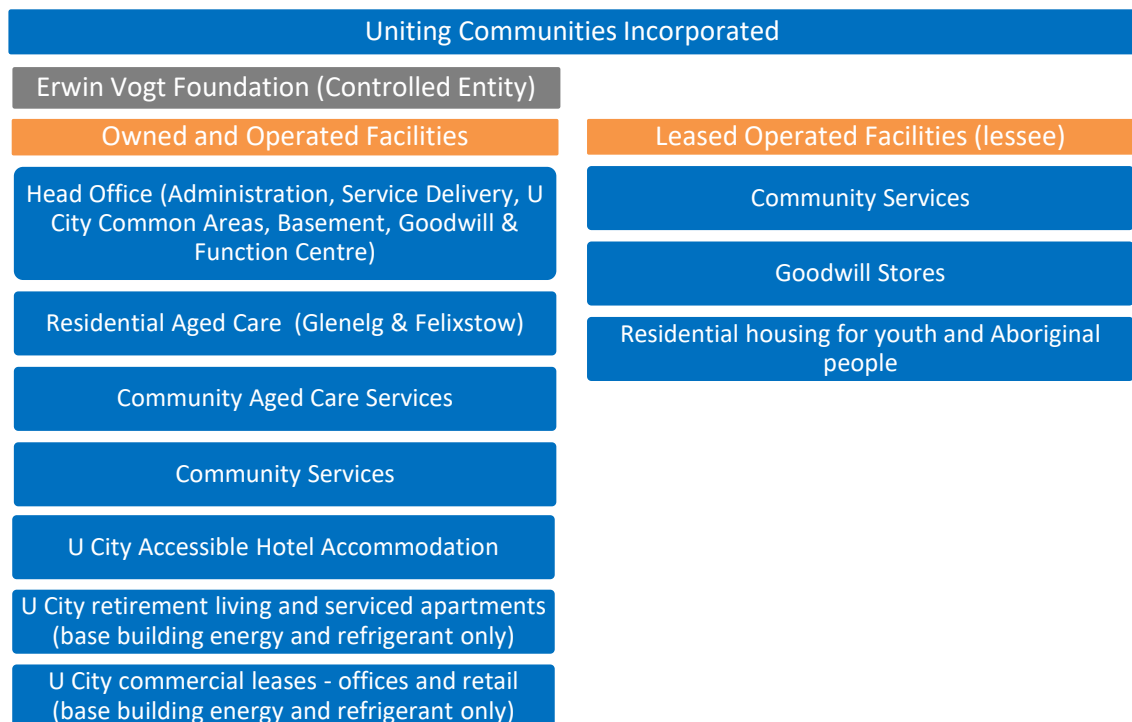 Uniting Communities Incorporated
Erwin Vogt Foundation (Controlled Entity)
Owned and Operated Facilities
Head Office (Administration, Service Delivery, U
City Common Areas, Basement, Goodwill &
Function Centre)
Residential Aged Care (Glenelg & Felixstow)
Community Aged Care Services
Community Services
U City Accessible Hotel Accommodation
U City retirement living and serviced apartments
(base building energy and refrigerant only)
U City commercial leases - offices and retail
(base building energy and refrigerant only)
Leased Operated Facilities (lessee)
Community Services
Goodwill Stores
Residential housing for youth and Aboriginal
people